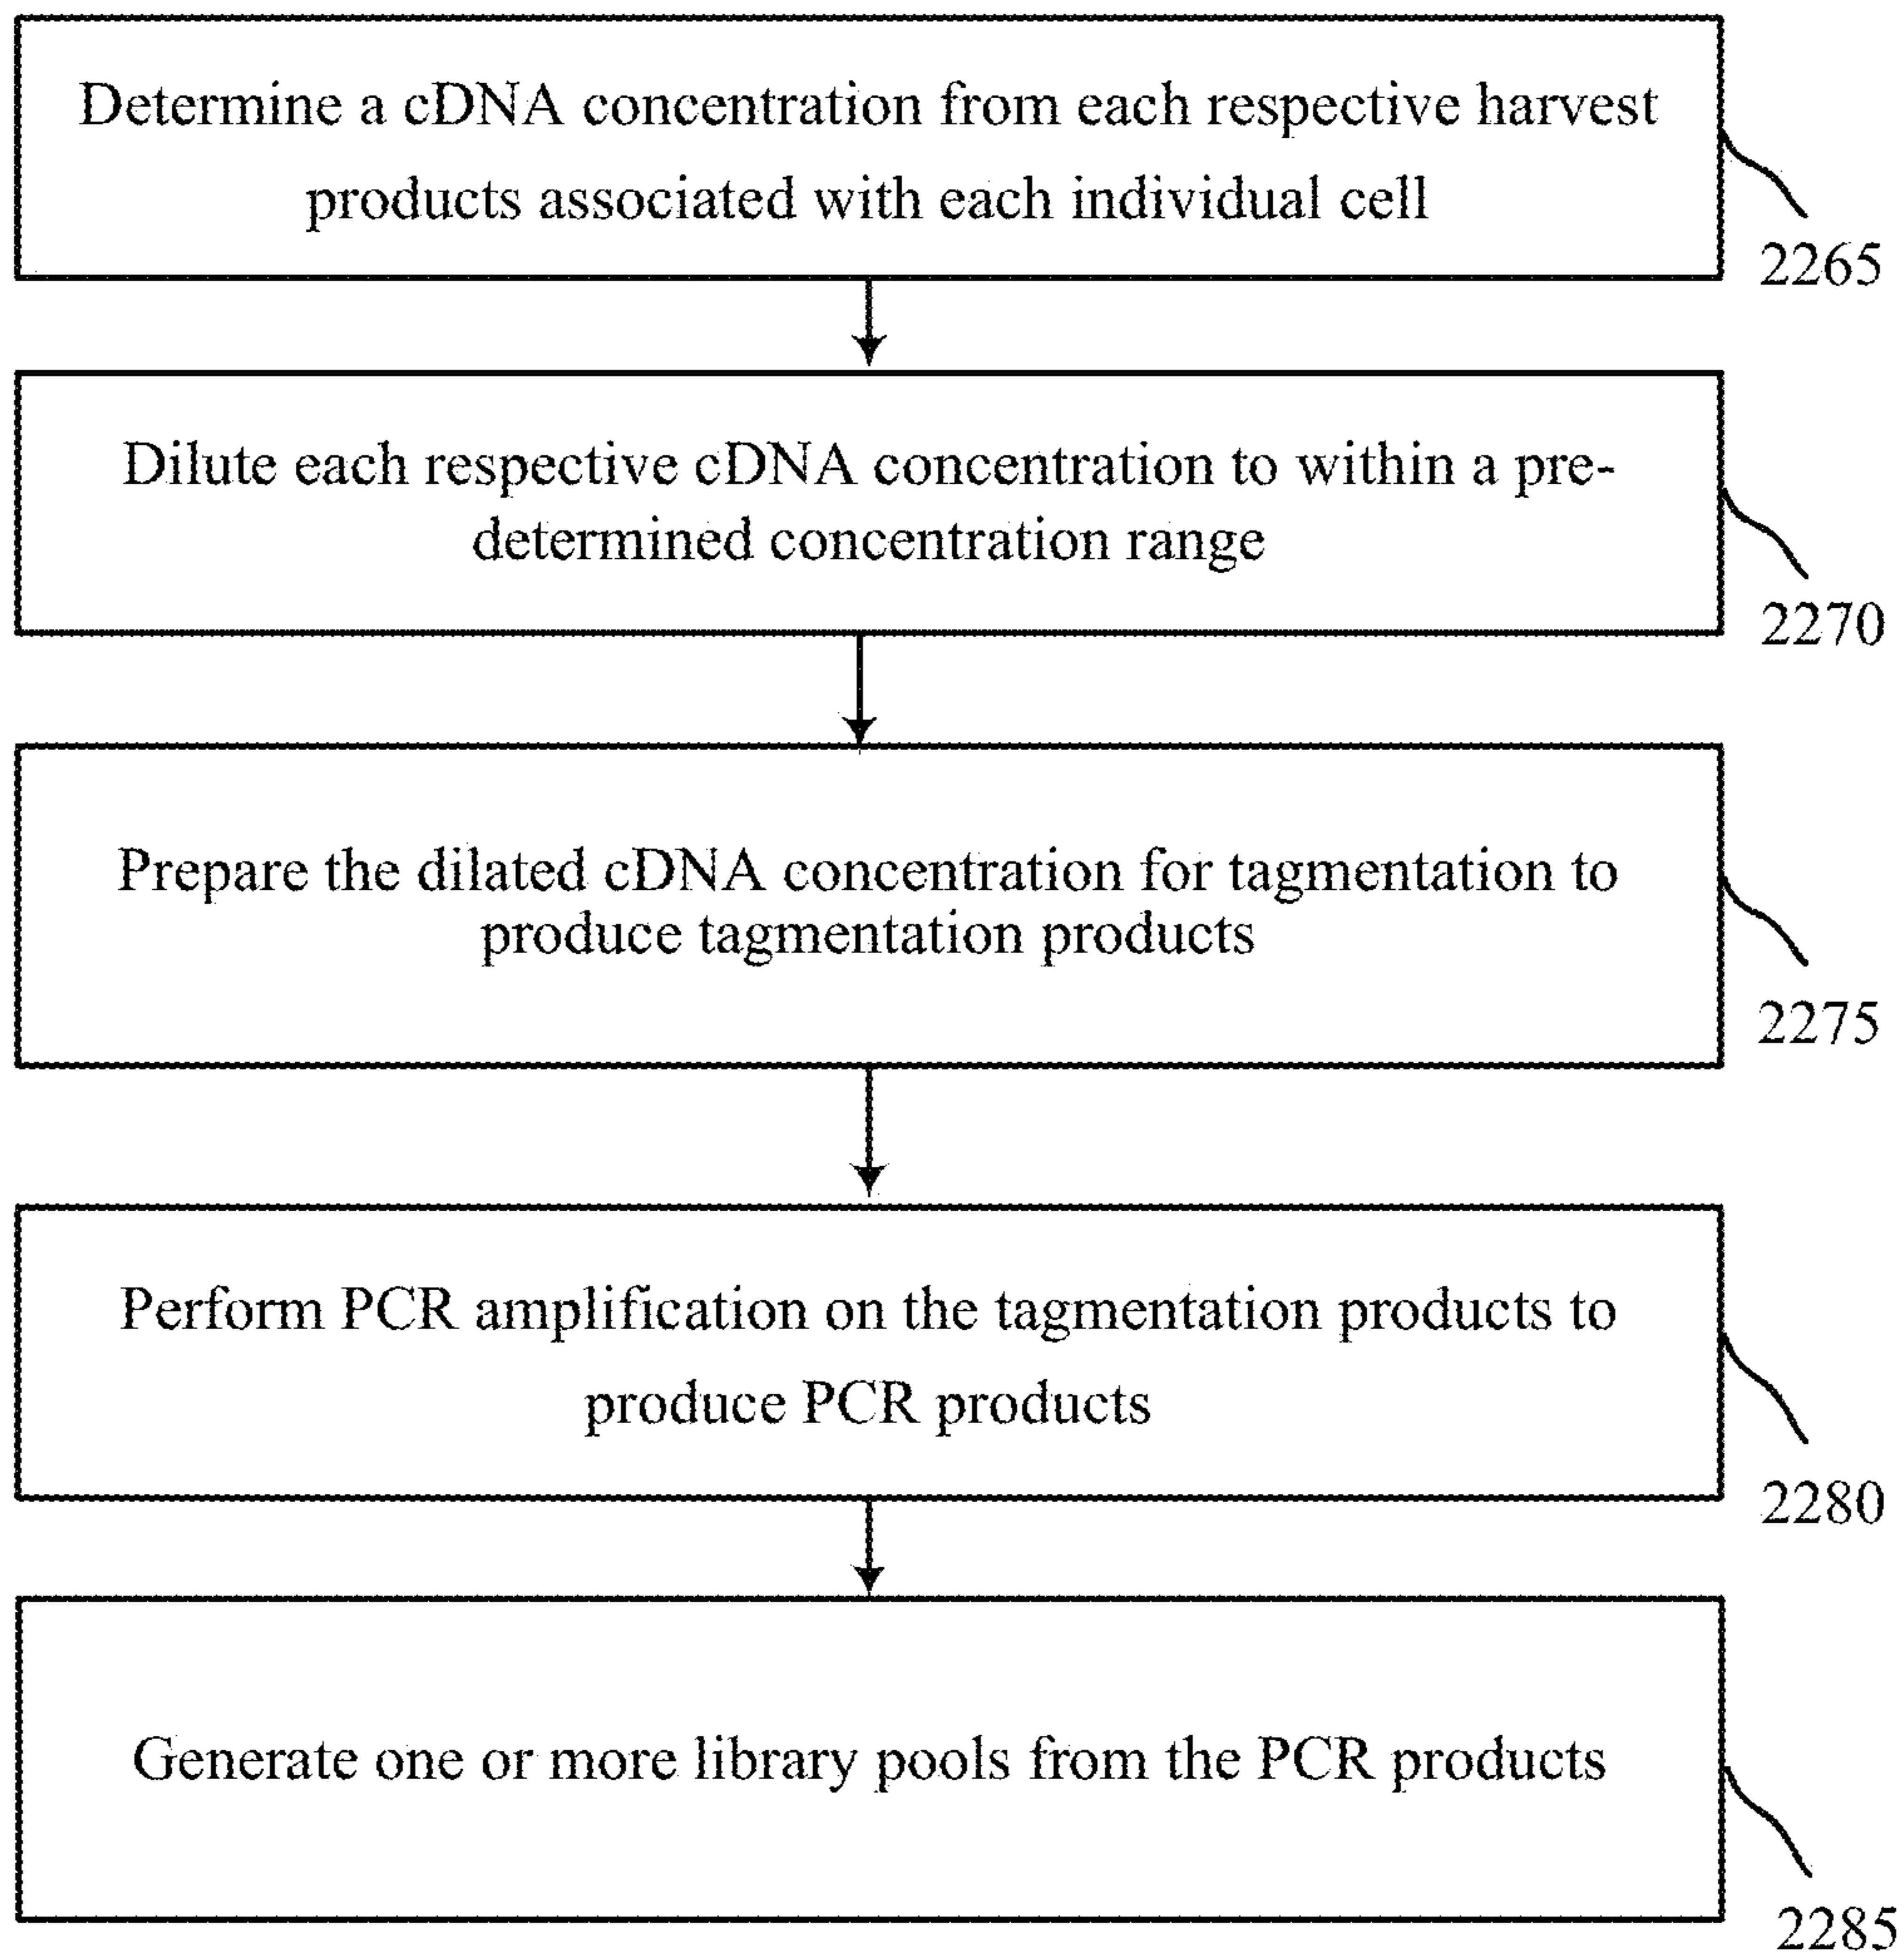 Determine a cDNA concentration from each respective harvest
products associated with each individual cell
2265
Dilute each respective cDNA concentration to within a pre-
determined concentration range
2270
Prepare the dilated cDNA concentration for tagmentation to
produce tagmentation products
2275
Perform PCR amplification on the tagmentation products to
produce PCR products
2280
Generate one or more library pools from the PCR products
2285